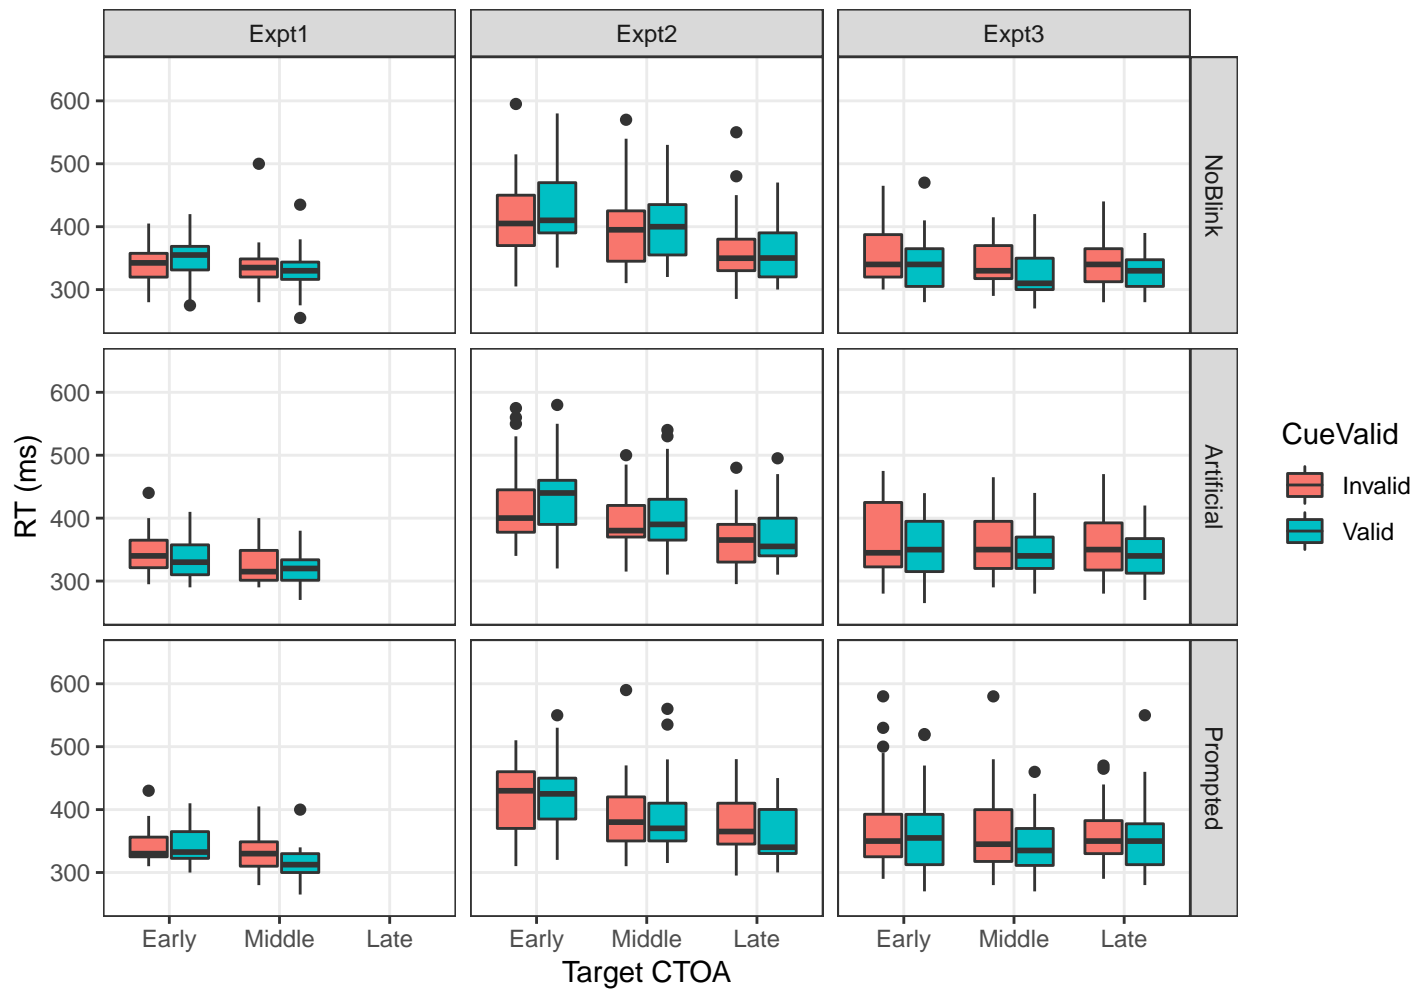 Expt1 Expt2 Expt3
600
500
400
300
NoBlink
600
500
400
300
Artificial
600
500
400
300
Prompted
RT (ms)
Early Middle Late Early Middle Late Early Middle Late
Target CTOA
CueValid
Invalid
Valid